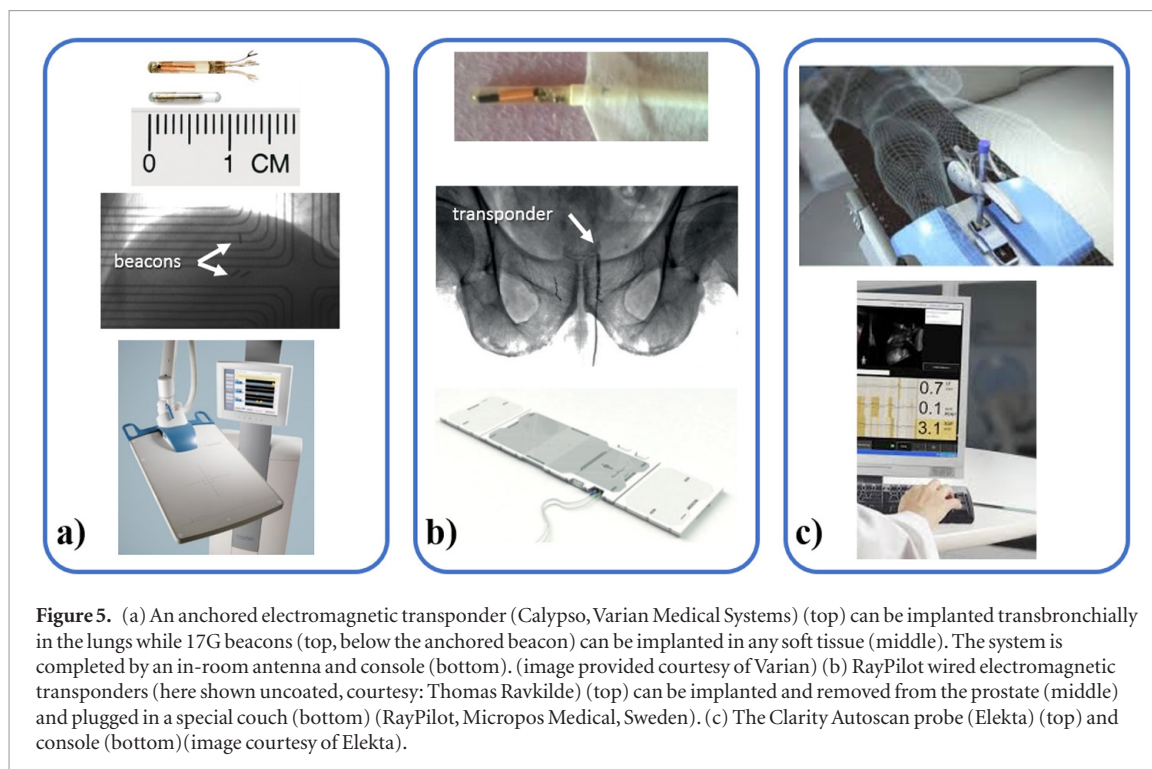 0 1 CM
beacons
a)
transponder
b)
0.7
0.1
3.1
c)
Figure 5. (a) An anchored electromagnetic transponder (Calypso, Varian Medical Systems) (top) can be implanted transbronchially
in the lungs while 17G beacons (top, below the anchored beacon) can be implanted in any soft tissue (middle). The system is
completed by an in-room antenna and console (bottom). (image provided courtesy of Varian) (b) RayPilot wired electromagnetic
transponders (here shown uncoated, courtesy: Thomas Ravkilde) (top) can be implanted and removed from the prostate (middle)
and plugged in a special couch (bottom) (RayPilot, Micropos Medical, Sweden). (c) The Clarity Autoscan probe (Elekta) (top) and
console (bottom)(image courtesy of Elekta).